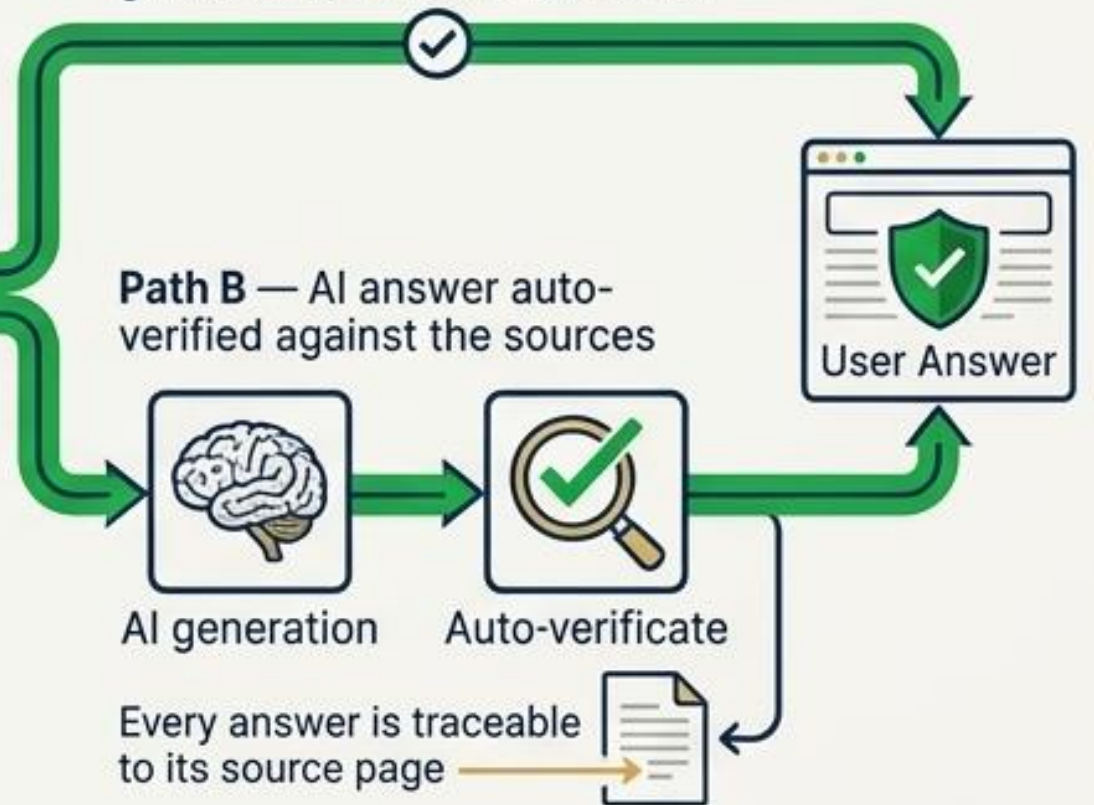 Path B — AI answer auto-
verified against the sources
User Answer
AI generation
Auto-verificate
Every answer is traceable
to its source page